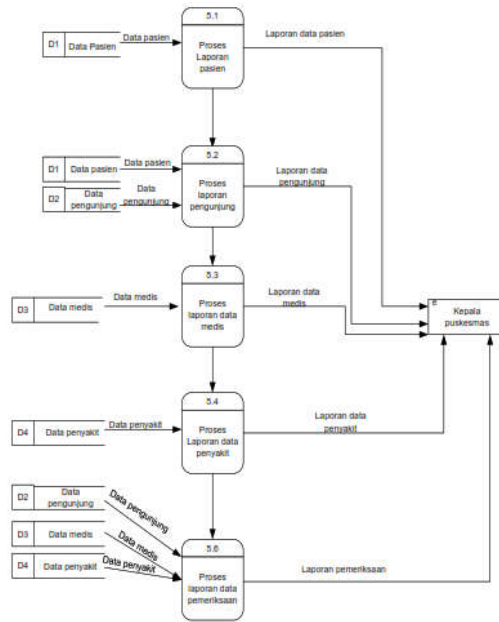 5.1
D1 Data Pasien
Data pasien
Proses
Laporan
pasien
Laporan data pasien
5.2
D1 Data pasien
Data pasien
D2 Data
pengunjung
Data
pengunjung
Proses
laporan
pengunjung
Laporan data
pengunjung
5.3
D3 Data medis
Data medis
Proses
laporan data
medis
Laporan data
medis
e
Kepala
puskesmas
5.4
D4 Data penyakit
Data penyakit
Proses
Laporan data
penyakit
Laporan data
penyakit
D2 Data
pengunjung
Data pengunjung
D3 Data medis
Data medis
D4 Data penyakit
Data penyakit
5.6
Proses
laporan data
pemeriksaan
Laporan pemeriksaan